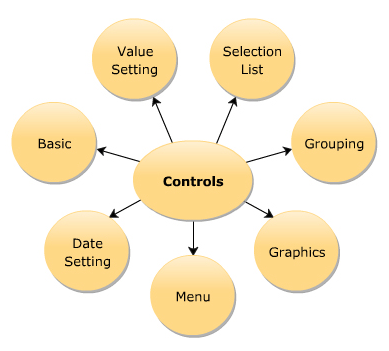 Value
Setting
Selection
List
Basic
Grouping
Controls
Date
Setting
Graphics
Menu